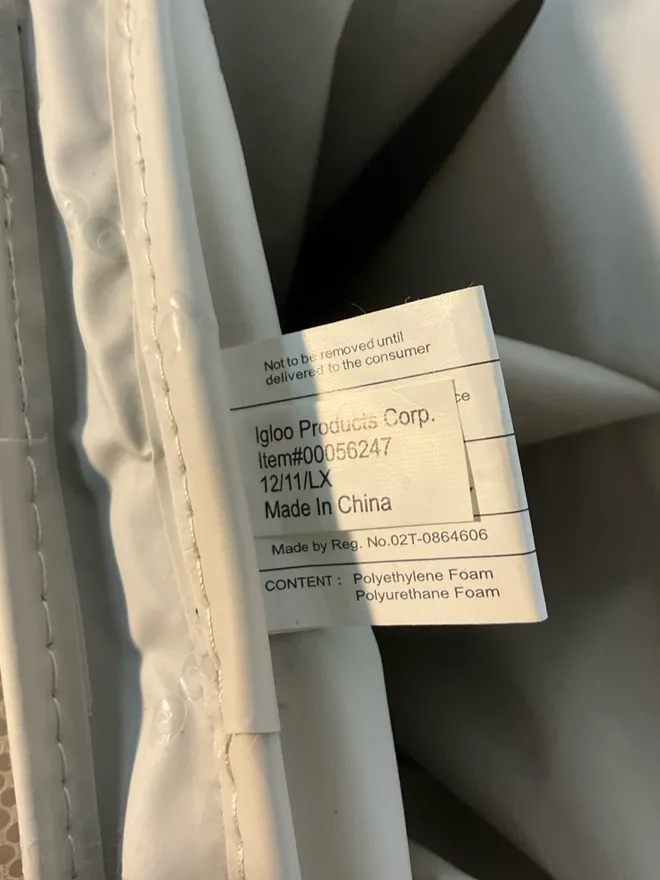 Not to be removed until
delivered to the consumer
ce
Igloo Products Corp.
Item#00056247
12/11/LX
Made In China
Made by Reg. No.02T-0864606
CONTENT : Polyethylene Foam
Polyurethane Foam